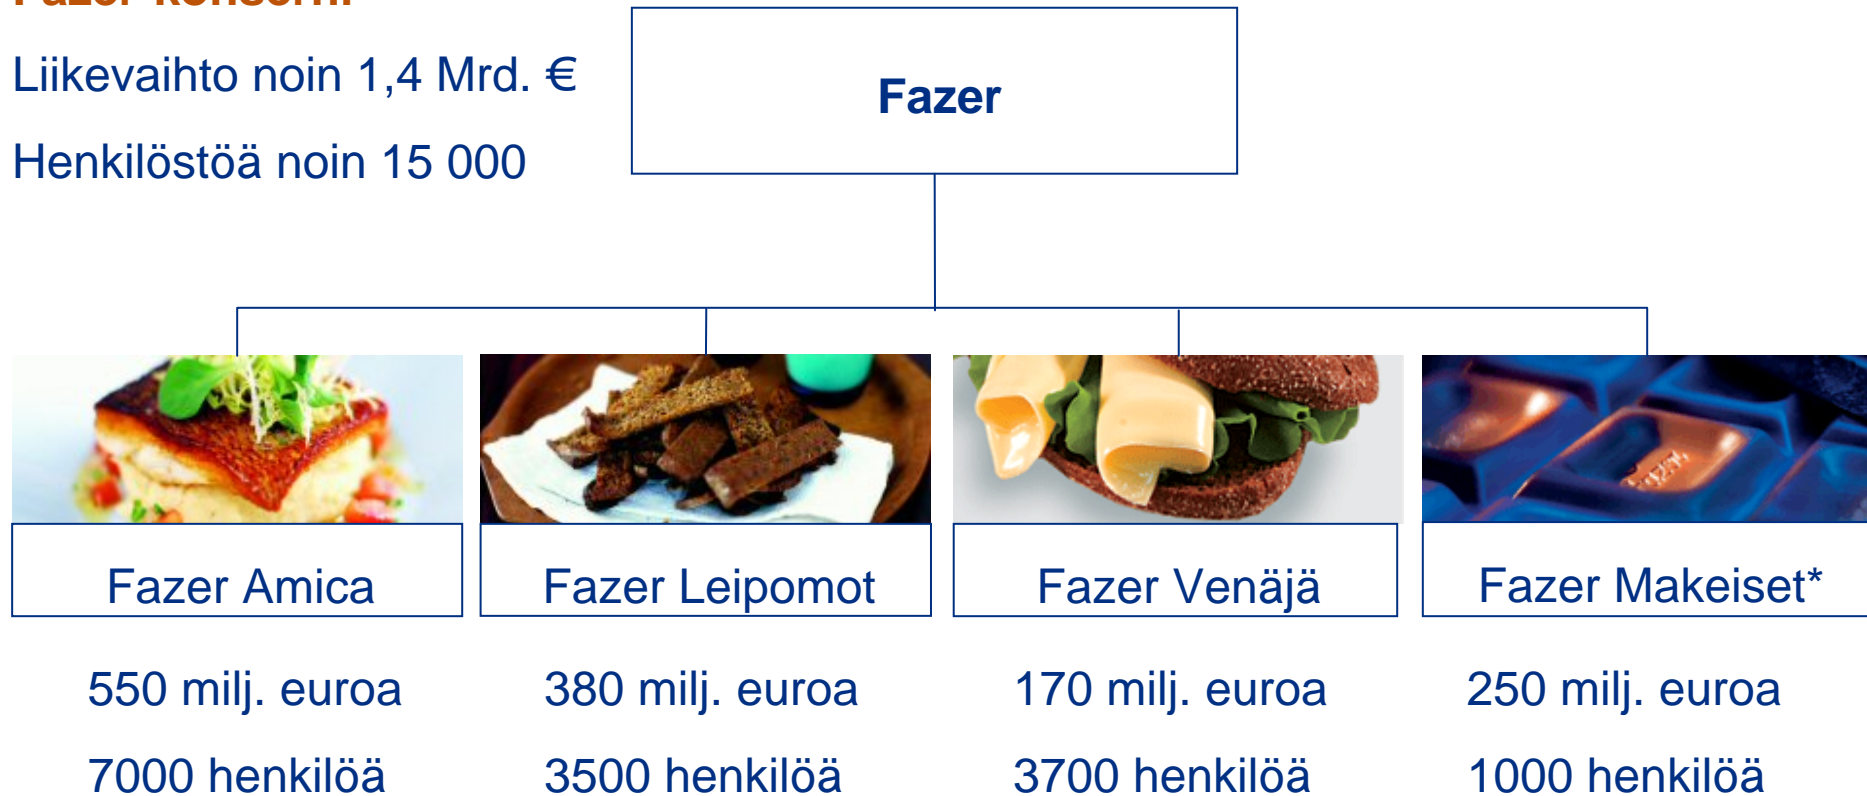 Fazer-konserni
Liikevaihto noin 1,4 Mrd. €
Henkilöstöä noin 15 000
Fazer
Fazer Amica
Fazer Leipomot
Fazer Venäjä
Fazer Makeiset*
550 milj. euroa
380 milj. euroa
170 milj. euroa
250 milj. euroa
7000 henkilöä
3500 henkilöä
3700 henkilöä
1000 henkilöä